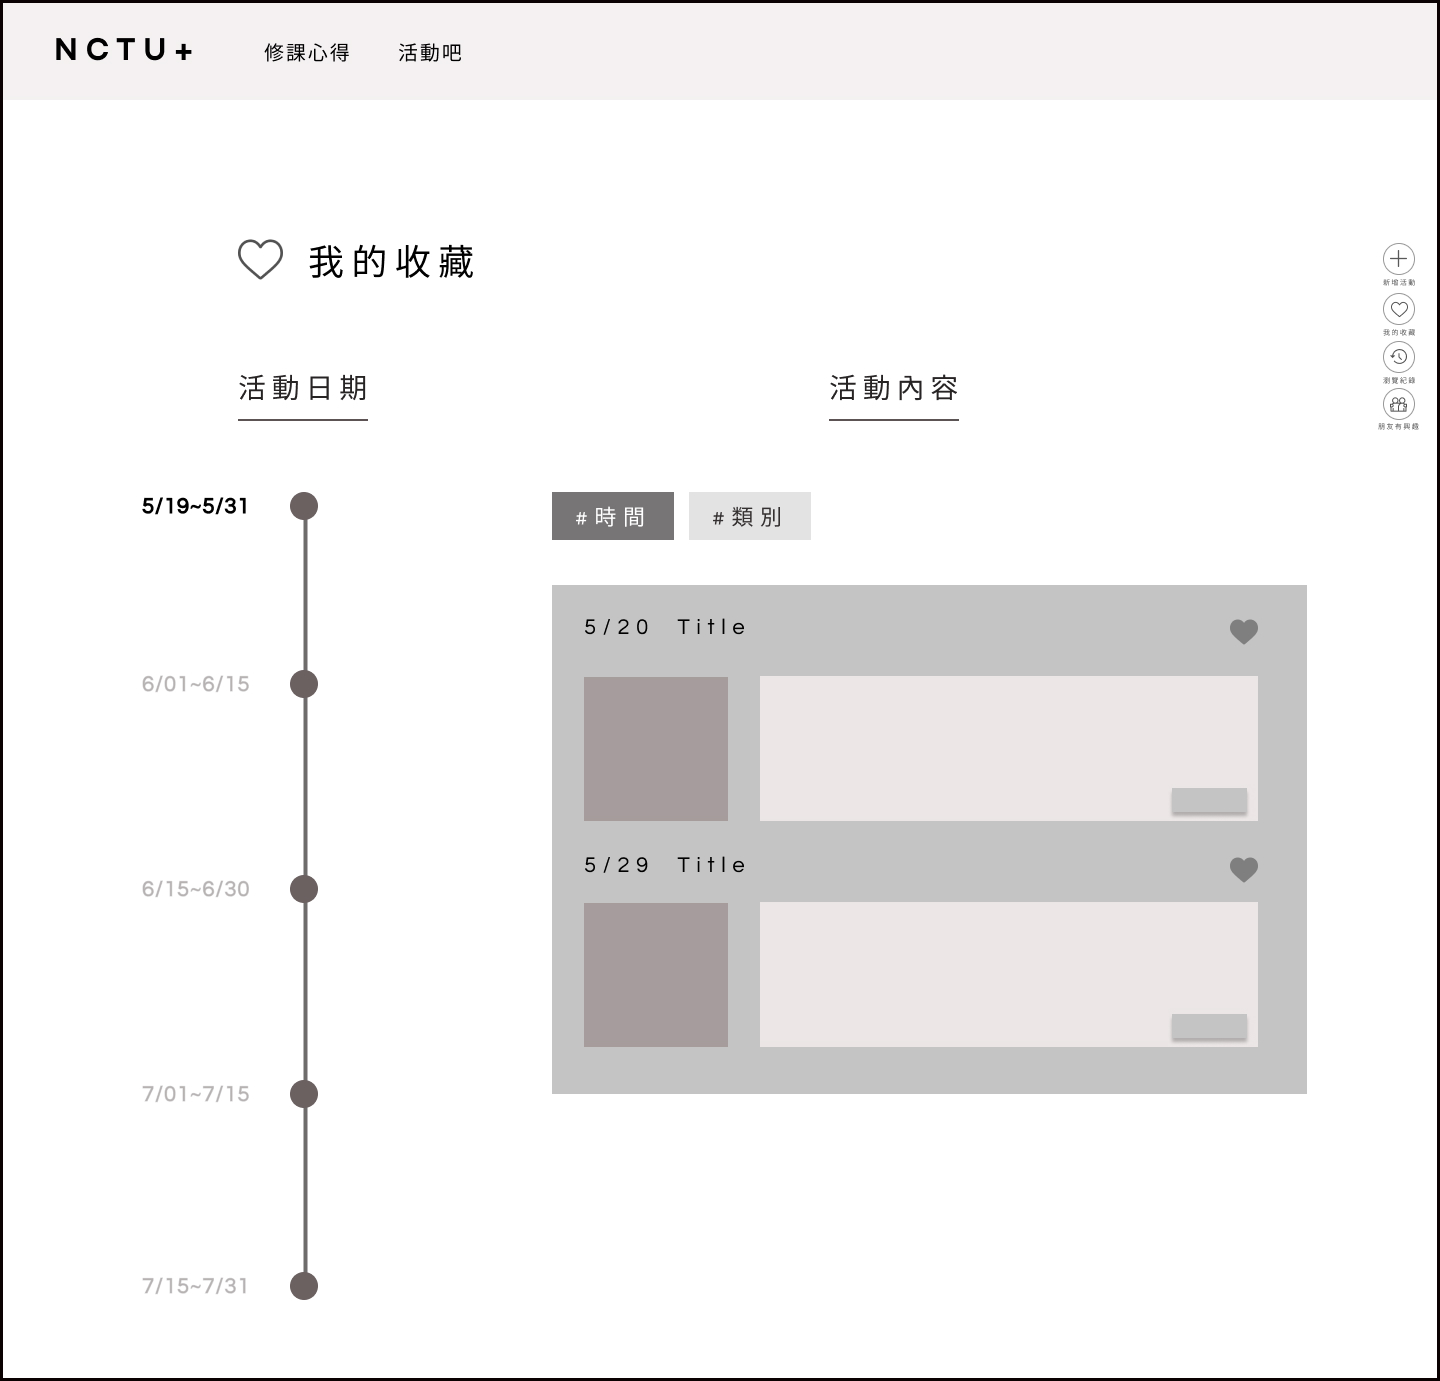 NCTU+
修課心得
活動吧
我的收藏
新增活動
我的收藏
瀏覽紀錄
朋友有興趣
活動日期
活動內容
5/19~5/31
6/01~6/15
6/15~6/30
7/01~7/15
7/15~7/31
#時間
#類別
5/20 Title
5/29 Title